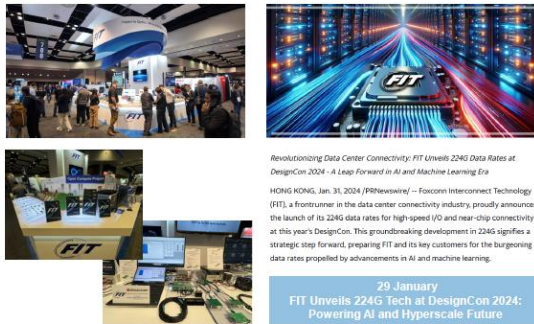 FIT
FIT
Revolutionizing Data Center Connectivity: FIT Unveils 224G Data Rates at
DesignCon 2024 - A Leap Forward in AI and Machine Learning Era
HONG KONG, Jan. 31, 2024 /PRNewswire/ -- Foxconn Interconnect Technology
(FIT), a frontrunner in the data center connectivity industry, proudly announce
the launch of its 224G data rates for high-speed I/O and near-chip connectivity
at this year's DesignCon. This groundbreaking development in 224G signifies a
strategic step forward, preparing FIT and its key customers for the burgeoning
data rates propelled by advancements in AI and machine learning.
FIT
FIT
29 January
FIT Unveils 224G Tech at DesignCon 2024:
Powering AI and Hyperscale Future